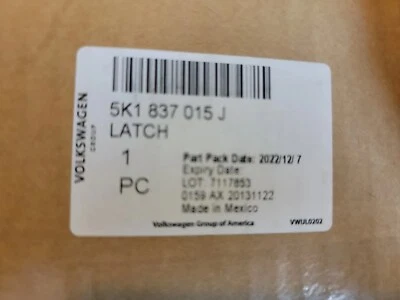 VOLKSWAGEN
GROUP
5K1 837 015 J
LATCH
1
PC
Part Pack Date: 2022/12/ 7
Expiry Date:
LOT: 7117853
0159 AX 20131122
Made in Mexico
Volkswagen Group of America
VWUL0202